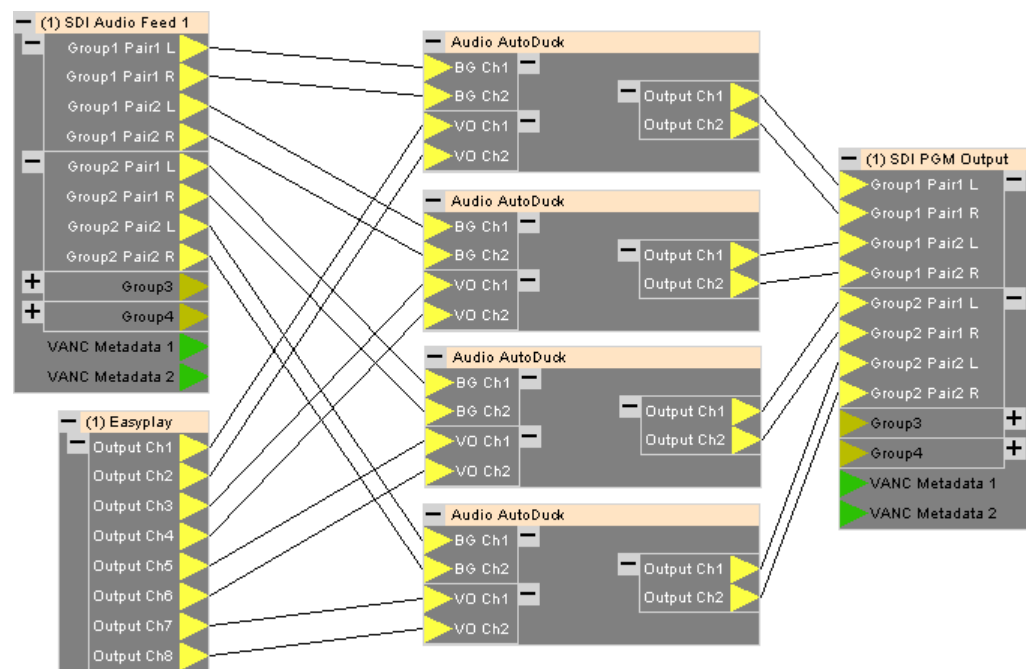 (1) SDI Audio Feed 1
Group1 Pair1 L
Group1 Pair1 R
Group1 Pair2 L
Group1 Pair2 R
Group2 Pair1 L
Group2 Pair1 R
Group2 Pair2 L
Group2 Pair2 R
Group3
Group4
VANC Metadata 1
VANC Metadata 2
(1) Easyplay
Output Ch1
Output Ch2
Output Ch3
Output Ch4
Output Ch5
Output Ch6
Output Ch7
Output Ch8
Audio AutoDuck
BG Ch1
BG Ch2
VO Ch1
VO Ch2
Output Ch1
Output Ch2
Audio AutoDuck
BG Ch1
BG Ch2
VO Ch1
VO Ch2
Output Ch1
Output Ch2
Audio AutoDuck
BG Ch1
BG Ch2
VO Ch1
VO Ch2
Output Ch1
Output Ch2
Audio AutoDuck
BG Ch1
BG Ch2
VO Ch1
VO Ch2
Output Ch1
Output Ch2
(1) SDI PGM Output
Group1 Pair1 L
Group1 Pair1 R
Group1 Pair2 L
Group1 Pair2 R
Group2 Pair1 L
Group2 Pair1 R
Group2 Pair2 L
Group2 Pair2 R
Group3
Group4
VANC Metadata 1
VANC Metadata 2